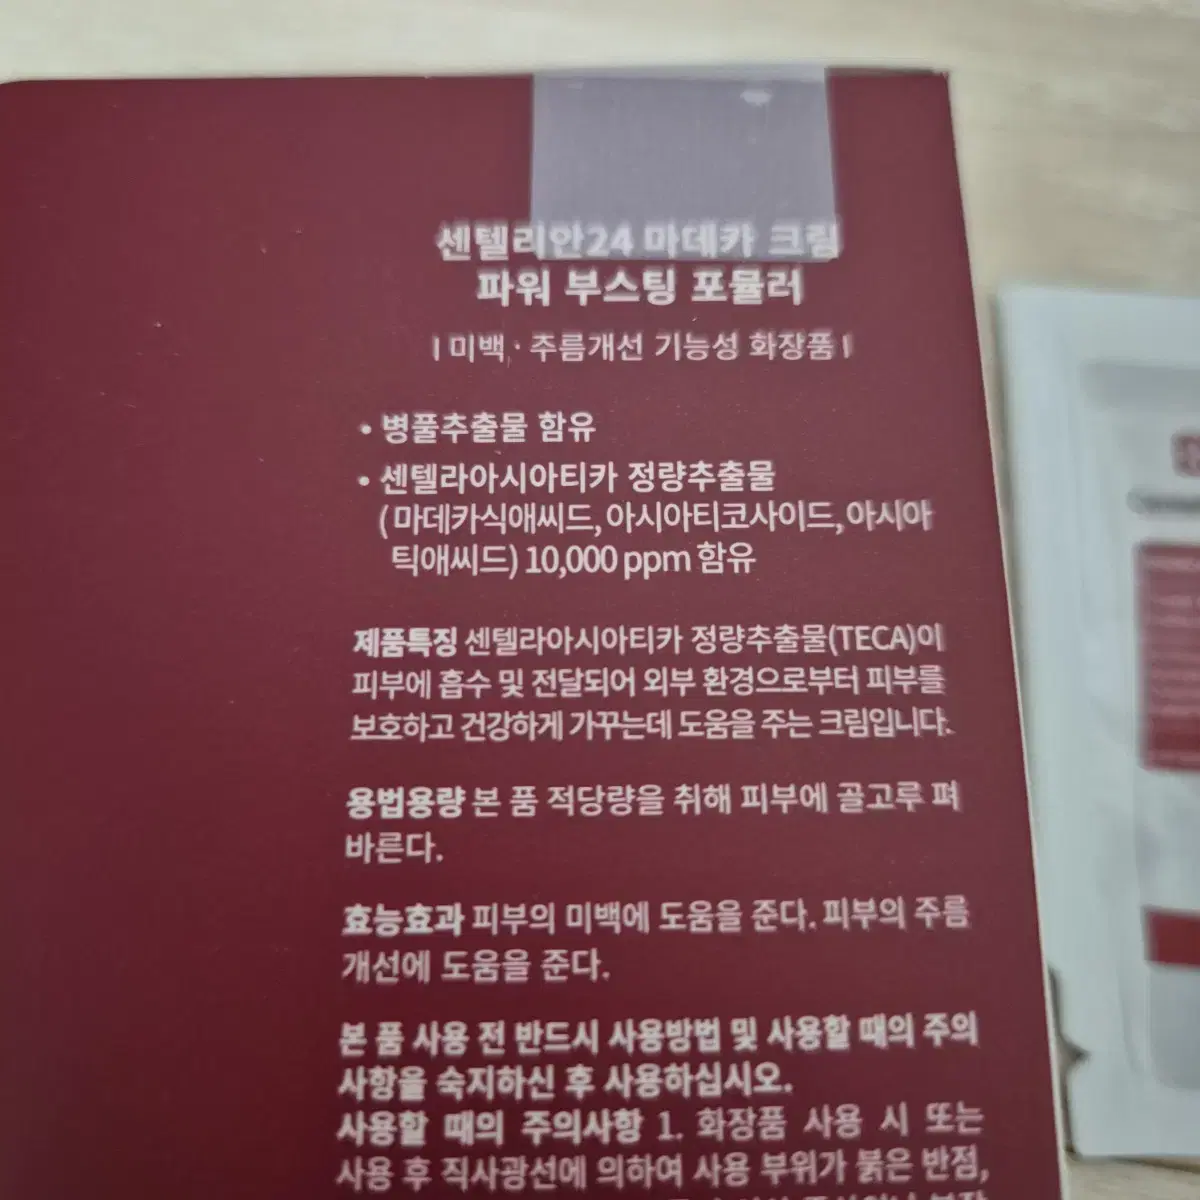 센텔리안24 마데카 크림
파워 부스팅 포뮬러
| 미백 · 주름개선 기능성 화장품 |
• 병풀추출물 함유
• 센텔라아시아티카 정량추출물
(마데카식애씨드, 아시아티코사이드, 아시아
틱애씨드) 10,000 ppm 함유
제품특징 센텔라아시아티카 정량추출물(TECA)이
피부에 흡수 및 전달되어 외부 환경으로부터 피부를
보호하고 건강하게 가꾸는데 도움을 주는 크림입니다.
용법용량 본 품 적당량을 취해 피부에 골고루 펴
바른다.
효능효과 피부의 미백에 도움을 준다. 피부의 주름
개선에 도움을 준다.
본 품 사용 전 반드시 사용방법 및 사용할 때의 주의
사항을 숙지하신 후 사용하십시오.
사용할 때의 주의사항 1. 화장품 사용 시 또는
사용 후 직사광선에 의하여 사용 부위가 붉은 반점,